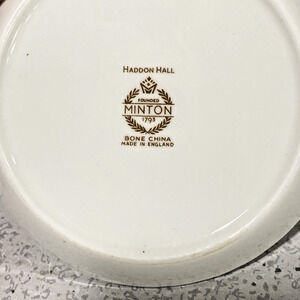 HADDON HALL
FOUNDED
MINTON
1793
BONE CHINA
MADE IN ENGLAND